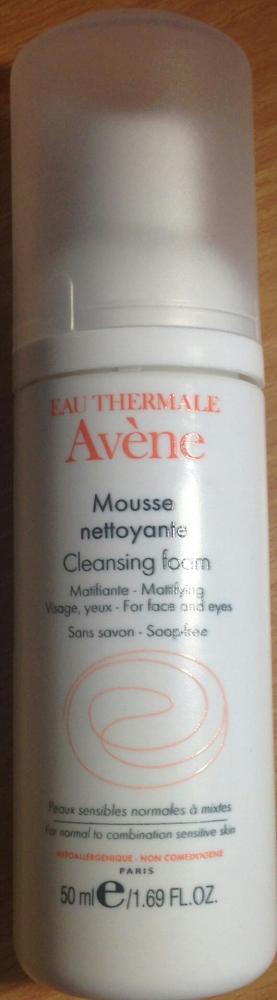 EAU THERMALE
Avène
Mousse
nettoyante
Cleansing foam
Matifiante - Mattifying
Visage, yeux - For face and eyes
Sans savon - Soap-free
Peaux sensibles normales à mixtes
For normal to combination sensitive skin
HYPOALLERGENIQUE - NON COMEDOGENE
PARIS
50 ml e/1.69 FL.OZ.